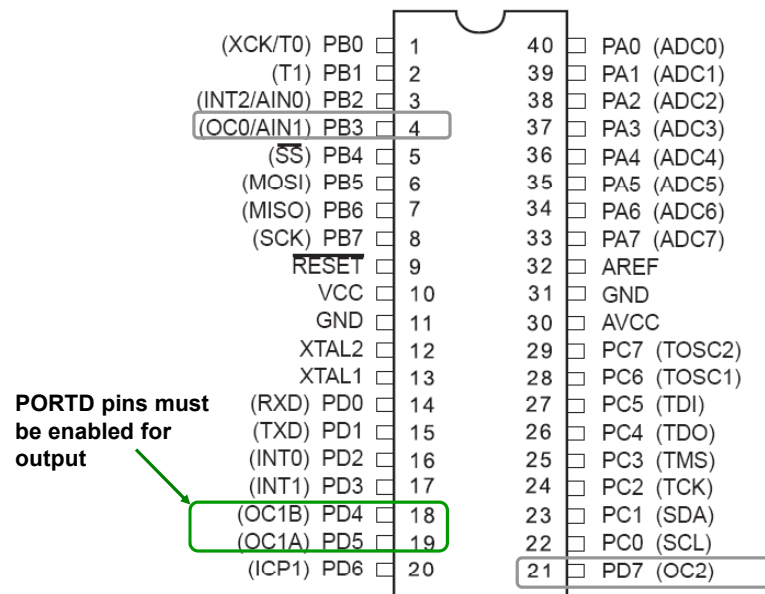 (XCK/T0) PB0 1 40 PA0 (ADC0)
(T1) PB1 2 39 PA1 (ADC1)
(INT2/AIN0) PB2 3 38 PA2 (ADC2)
(OC0/AIN1) PB3 4 37 PA3 (ADC3)
(SS) PB4 5 36 PA4 (ADC4)
(MOSI) PB5 6 35 PA5 (ADC5)
(MISO) PB6 7 34 PA6 (ADC6)
(SCK) PB7 8 33 PA7 (ADC7)
RESET 9 32 AREF
VCC 10 31 GND
GND 11 30 AVCC
XTAL2 12 29 PC7 (TOSC2)
XTAL1 13 28 PC6 (TOSC1)
(RXD) PD0 14 27 PC5 (TDI)
(TXD) PD1 15 26 PC4 (TDO)
(INT0) PD2 16 25 PC3 (TMS)
(INT1) PD3 17 24 PC2 (TCK)
(OC1B) PD4 18 23 PC1 (SDA)
(OC1A) PD5 19 22 PC0 (SCL)
(ICP1) PD6 20 21 PD7 (OC2)
PORTD pins must
be enabled for
output